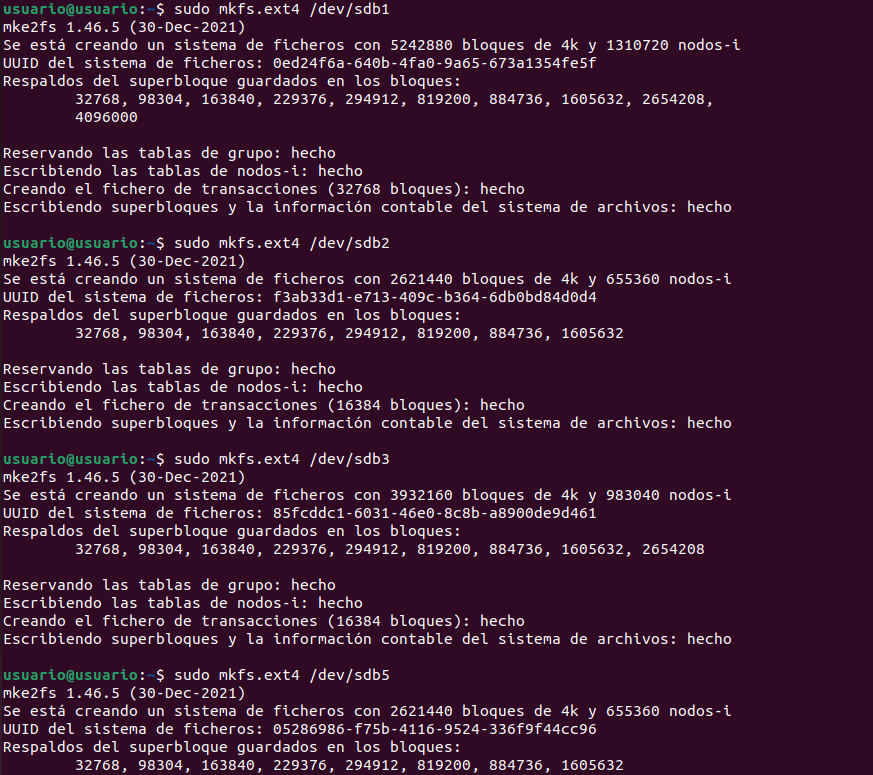 usuario@usuario:~$ sudo mkfs.ext4 /dev/sdb1
mke2fs 1.46.5 (30-Dec-2021)
Se está creando un sistema de ficheros con 5242880 bloques de 4k y 1310720 nodos-i
UUID del sistema de ficheros: 0ed24f6a-640b-4fa0-9a65-673a1354fe5f
Respaldos del superbloque guardados en los bloques:
        32768, 98304, 163840, 229376, 294912, 819200, 884736, 1605632, 2654208,
        4096000

Reservando las tablas de grupo: hecho
Escribiendo las tablas de nodos-i: hecho
Creando el fichero de transacciones (32768 bloques): hecho
Escribiendo superbloques y la información contable del sistema de archivos: hecho

usuario@usuario:~$ sudo mkfs.ext4 /dev/sdb2
mke2fs 1.46.5 (30-Dec-2021)
Se está creando un sistema de ficheros con 2621440 bloques de 4k y 655360 nodos-i
UUID del sistema de ficheros: f3ab33d1-e713-409c-b364-6db0bd84d0d4
Respaldos del superbloque guardados en los bloques:
        32768, 98304, 163840, 229376, 294912, 819200, 884736, 1605632

Reservando las tablas de grupo: hecho
Escribiendo las tablas de nodos-i: hecho
Creando el fichero de transacciones (16384 bloques): hecho
Escribiendo superbloques y la información contable del sistema de archivos: hecho

usuario@usuario:~$ sudo mkfs.ext4 /dev/sdb3
mke2fs 1.46.5 (30-Dec-2021)
Se está creando un sistema de ficheros con 3932160 bloques de 4k y 983040 nodos-i
UUID del sistema de ficheros: 85fcddc1-6031-46e0-8c8b-a8900de9d461
Respaldos del superbloque guardados en los bloques:
        32768, 98304, 163840, 229376, 294912, 819200, 884736, 1605632, 2654208

Reservando las tablas de grupo: hecho
Escribiendo las tablas de nodos-i: hecho
Creando el fichero de transacciones (16384 bloques): hecho
Escribiendo superbloques y la información contable del sistema de archivos: hecho

usuario@usuario:~$ sudo mkfs.ext4 /dev/sdb5
mke2fs 1.46.5 (30-Dec-2021)
Se está creando un sistema de ficheros con 2621440 bloques de 4k y 655360 nodos-i
UUID del sistema de ficheros: 05286986-f75b-4116-9524-336f9f44cc96
Respaldos del superbloque guardados en los bloques:
        32768, 98304, 163840, 229376, 294912, 819200, 884736, 1605632